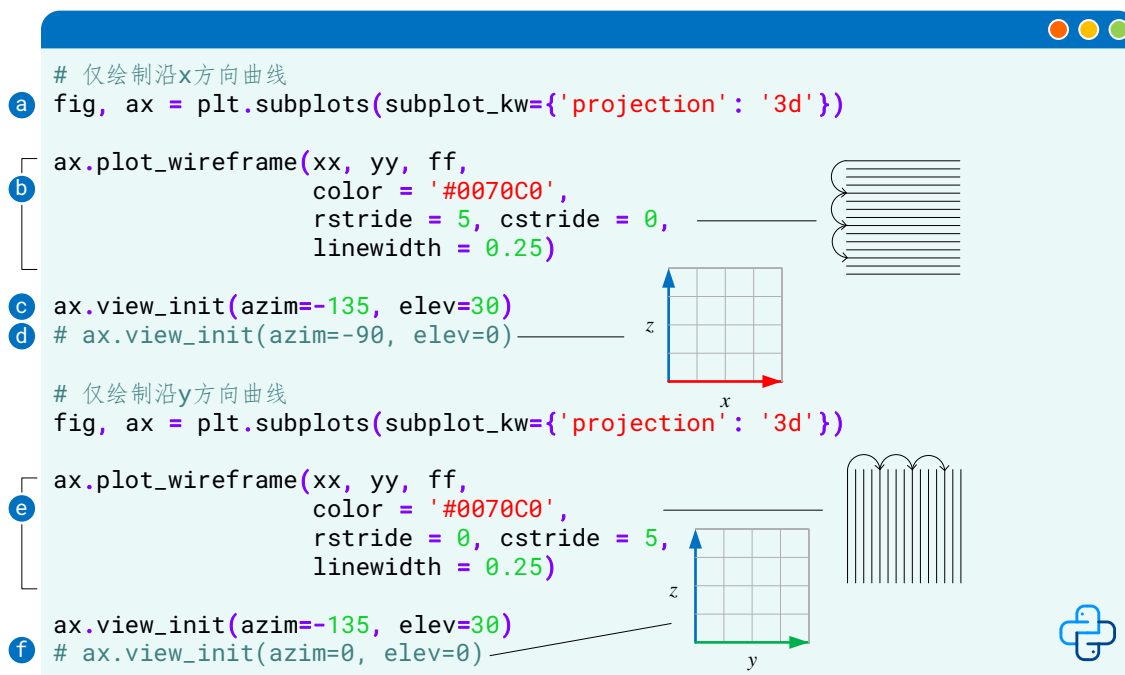 # 仅绘制沿x方向曲线
a fig, ax = plt.subplots(subplot_kw={'projection': '3d'})
ax.plot_wireframe(xx, yy, ff,
b color = '#0070C0',
rstride = 5, cstride = 0,
linewidth = 0.25)
c ax.view_init(azim=-135, elev=30)
d # ax.view_init(azim=-90, elev=0)
z
x
# 仅绘制沿y方向曲线
fig, ax = plt.subplots(subplot_kw={'projection': '3d'})
ax.plot_wireframe(xx, yy, ff,
e color = '#0070C0',
rstride = 0, cstride = 5,
linewidth = 0.25)
z
y
ax.view_init(azim=-135, elev=30)
f # ax.view_init(azim=0, elev=0)